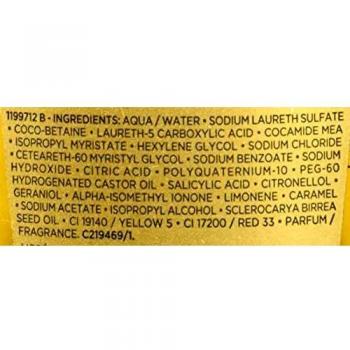 1199712 B • INGREDIENTS: AQUA / WATER • SODIUM LAURETH SULFATE
• COCO-BETAINE • LAURETH-5 CARBOXYLIC ACID • COCAMIDE MEA
• ISOPROPYL MYRISTATE • HEXYLENE GLYCOL • SODIUM CHLORIDE
• CETEARETH-60 MYRISTYL GLYCOL • SODIUM BENZOATE • SODIUM
HYDROXIDE • CITRIC ACID • POLYQUATERNIUM-10 • PEG-60
HYDROGENATED CASTOR OIL • SALICYLIC ACID • CITRONELLOL •
GERANIOL • ALPHA-ISOMETHYL IONONE • LIMONENE • CARAMEL
• SODIUM ACETATE • ISOPROPYL ALCOHOL • SCLEROCARYA BIRREA
SEED OIL • CI 19140 / YELLOW 5 • CI 17200 / RED 33 • PARFUM /
FRAGRANCE. C219469/1.